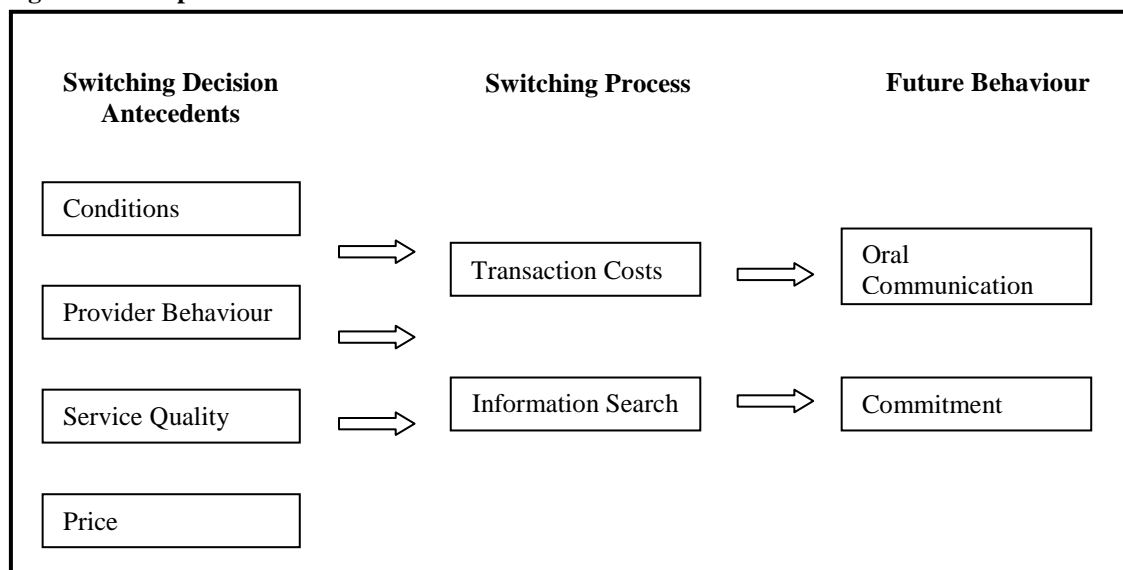 Switching Decision
Antecedents
Switching Process
Future Behaviour
Conditions
Provider Behaviour
Service Quality
Price
Transaction Costs
Information Search
Oral
Communication
Commitment